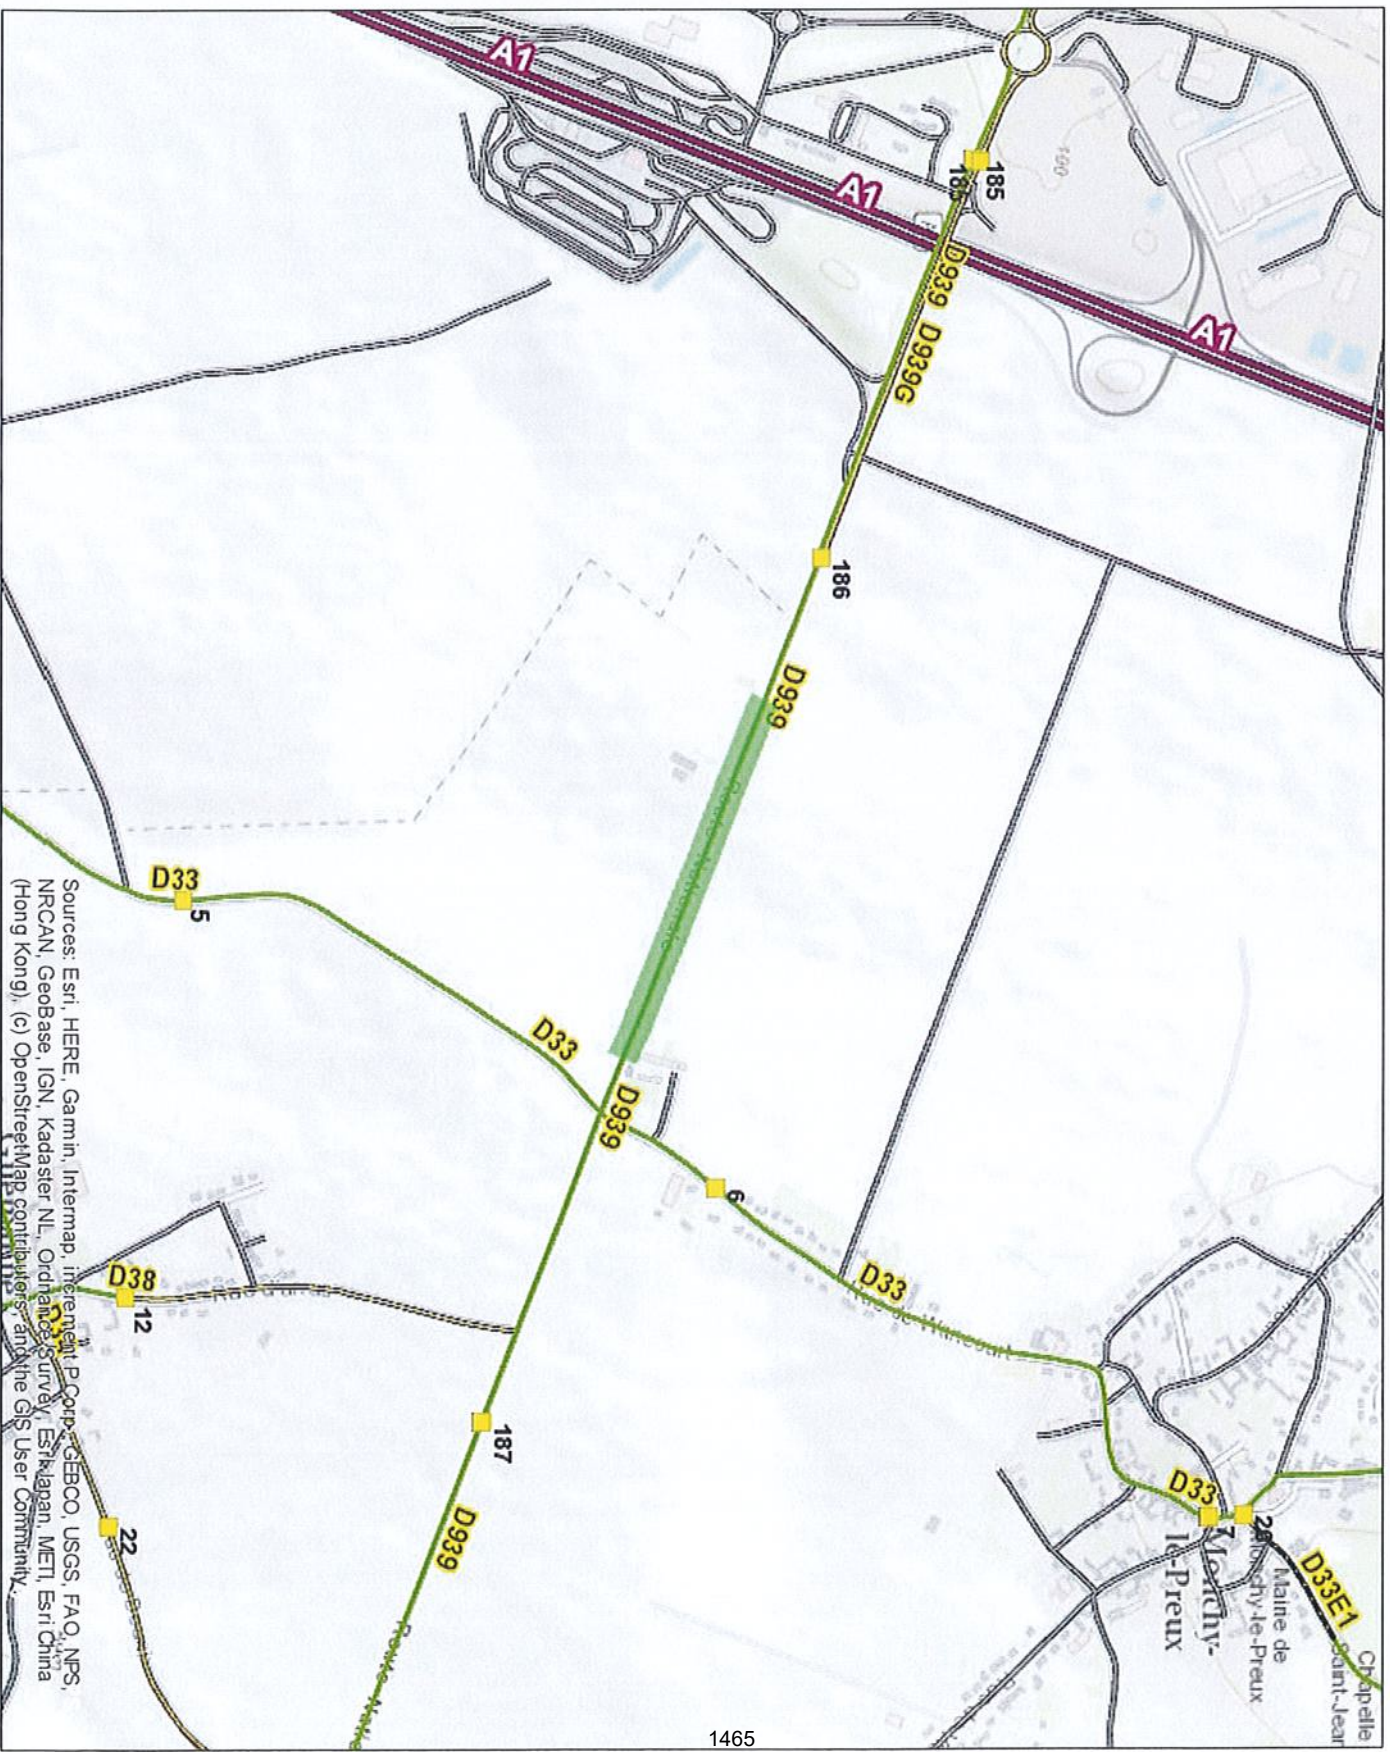 A1
A1
A1
185
100
D939
D939G
186
D939
D33
5
D33
D939
6
D33
D38
12
187
D939
22
D33
7
26
D33E1
Monchy-
le-Preux
Mairie de
Monchy-le-Preux
Chapelle
Saint-Jean
Sources: Esri, HERE, Garmin, Intermap, increment P Corp., GEBCO, USGS, FAO, NPS,
NRCAN, GeoBase, IGN, Kadaster NL, Ordnance Survey, Esri Japan, METI, Esri China
(Hong Kong), (c) OpenStreetMap contributors, and the GIS User Community
1465